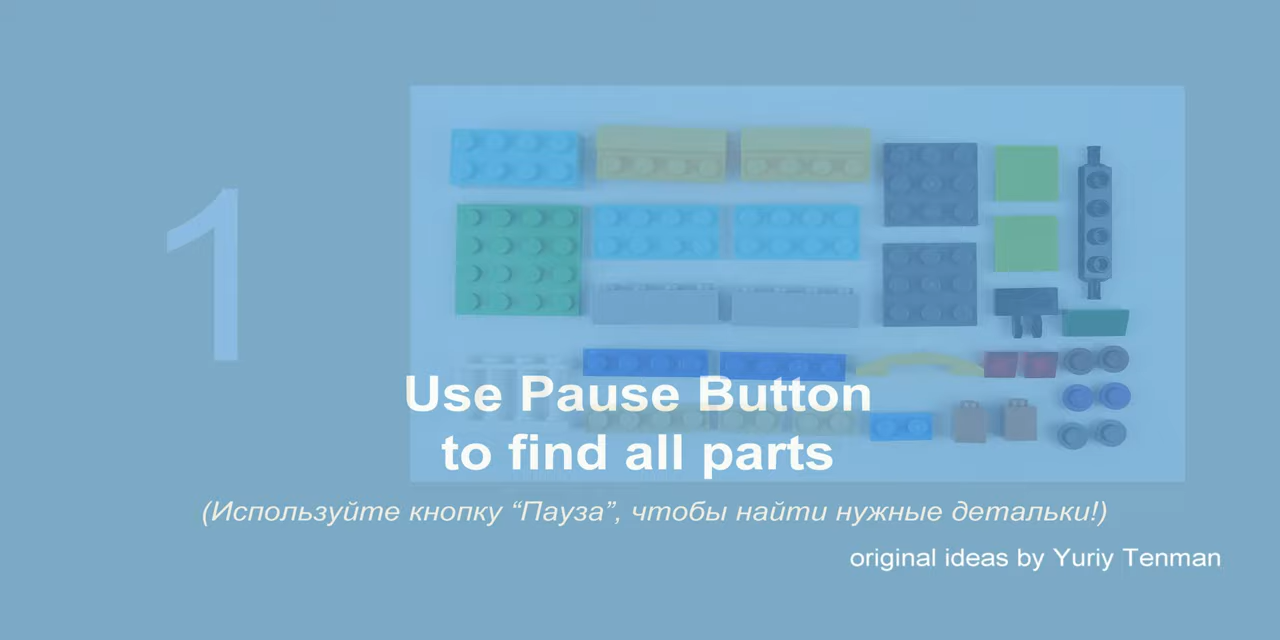 1
Use Pause Button
to find all parts
(Используйте кнопку “Пауза”, чтобы найти нужные детальки!)
original ideas by Yuriy Tenman